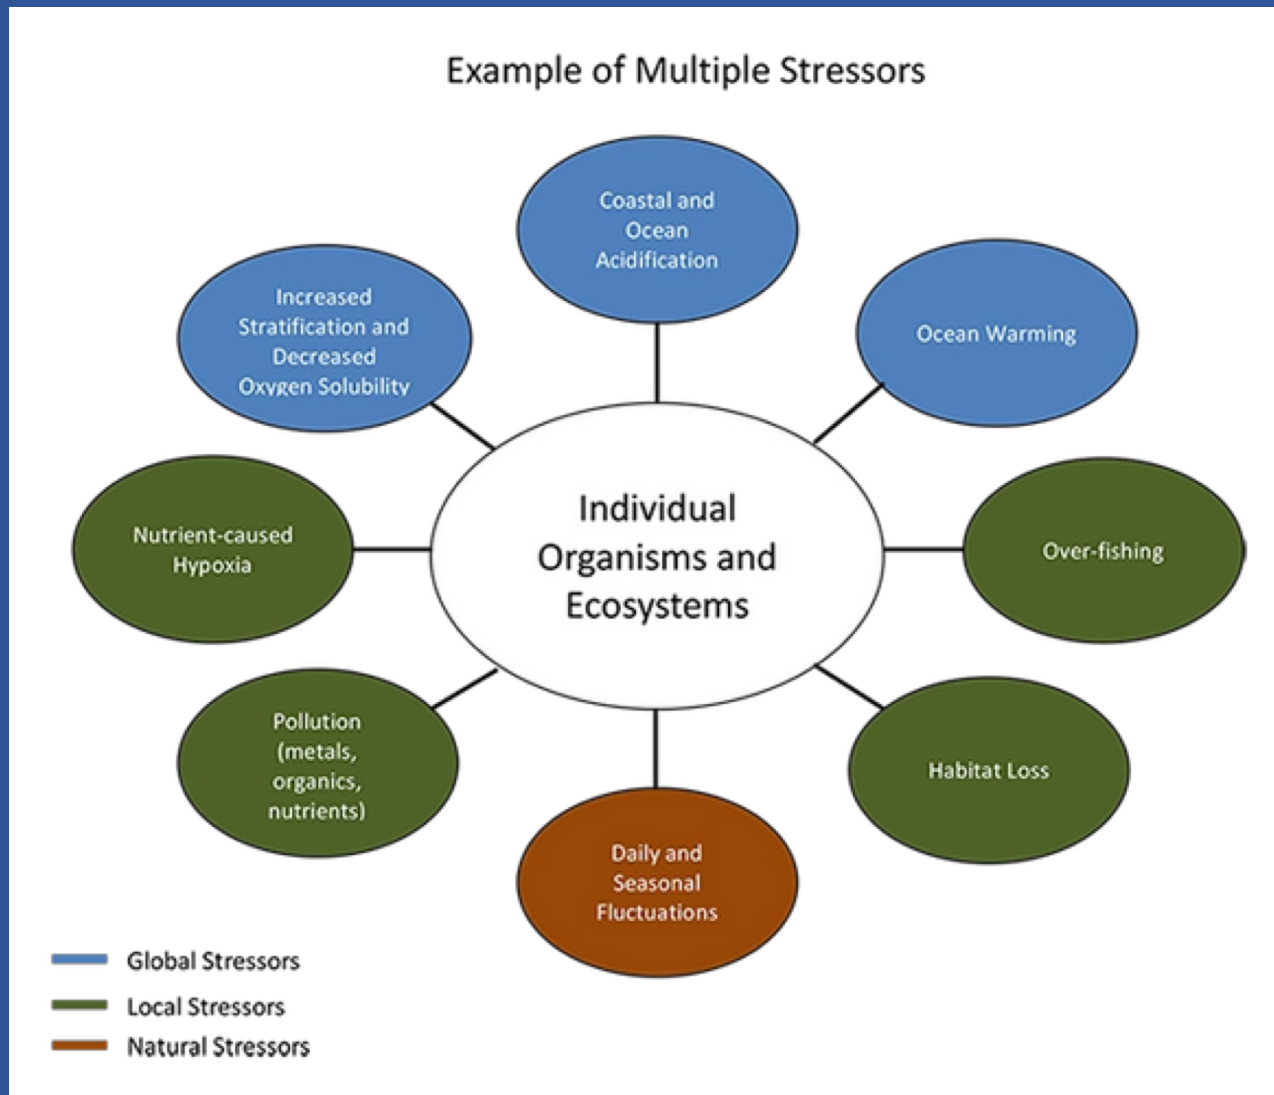 Example of Multiple Stressors
Coastal and
Ocean
Acidification
Increased
Stratification and
Decreased
Oxygen Solubility
Ocean Warming
Nutrient-caused
Hypoxia
Individual
Organisms and
Ecosystems
Over-fishing
Pollution
(metals,
organics,
nutrients)
Habitat Loss
Daily and
Seasonal
Fluctuations
Global Stressors
Local Stressors
Natural Stressors